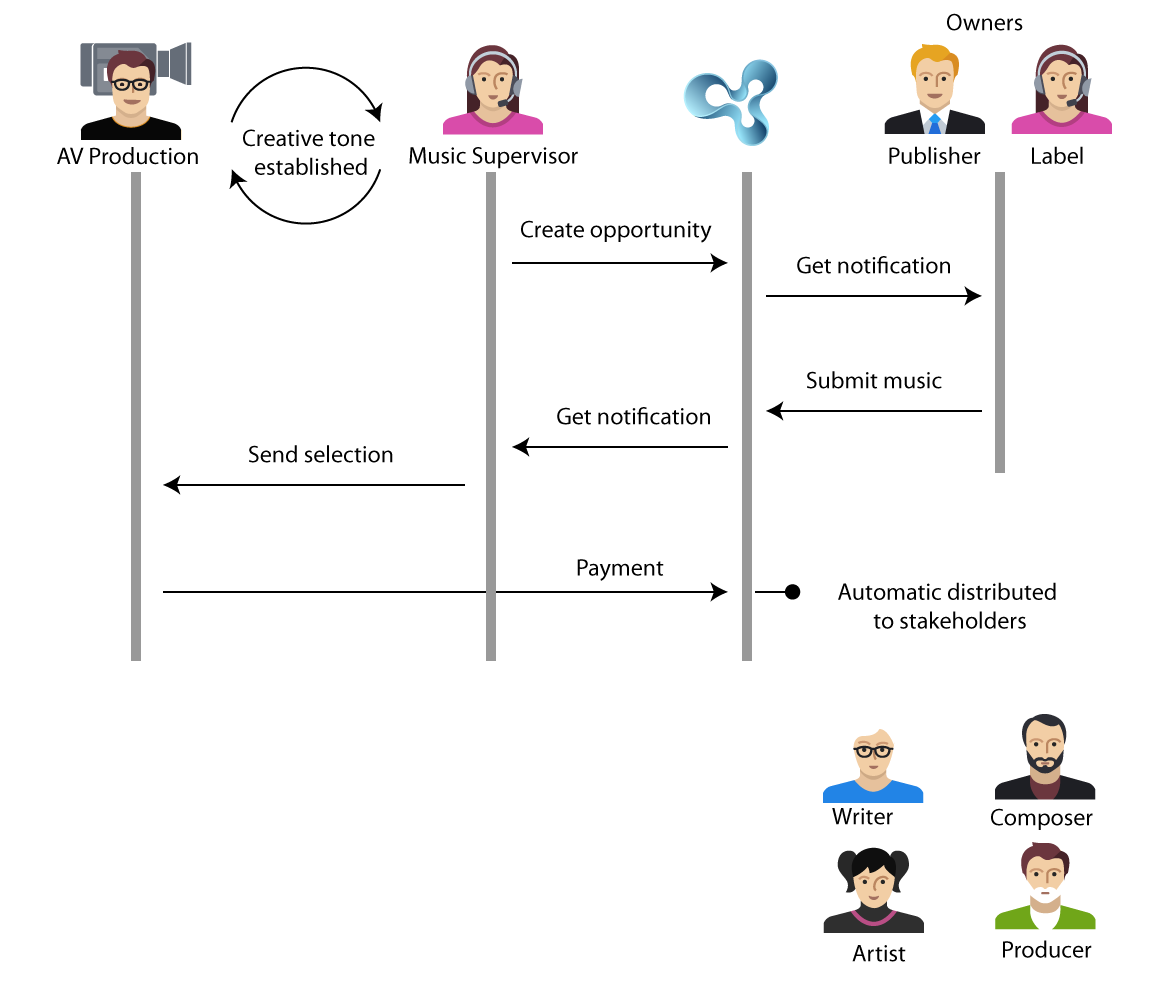 Owners
AV Production
Creative tone
established
Music Supervisor
Publisher
Label
Create opportunity
Get notification
Submit music
Get notification
Send selection
Payment
Automatic distributed
to stakeholders
Writer
Composer
Artist
Producer